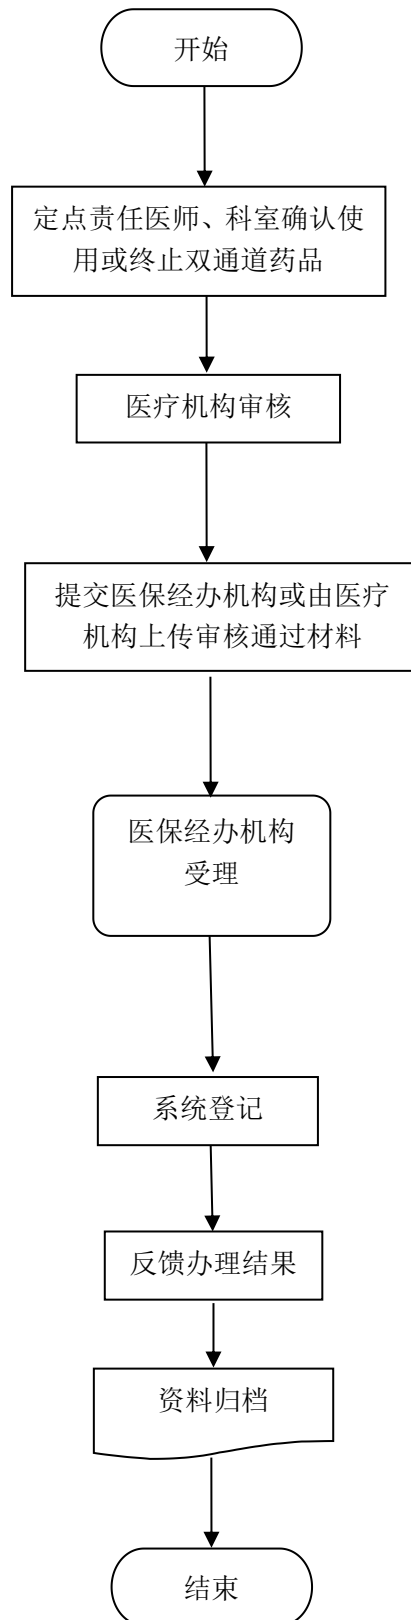 开始
定点责任医师、科室确认使
用或终止双通道药品
医疗机构审核
提交医保经办机构或由医疗
机构上传审核通过材料
医保经办机构
受理
系统登记
反馈办理结果
资料归档
结束